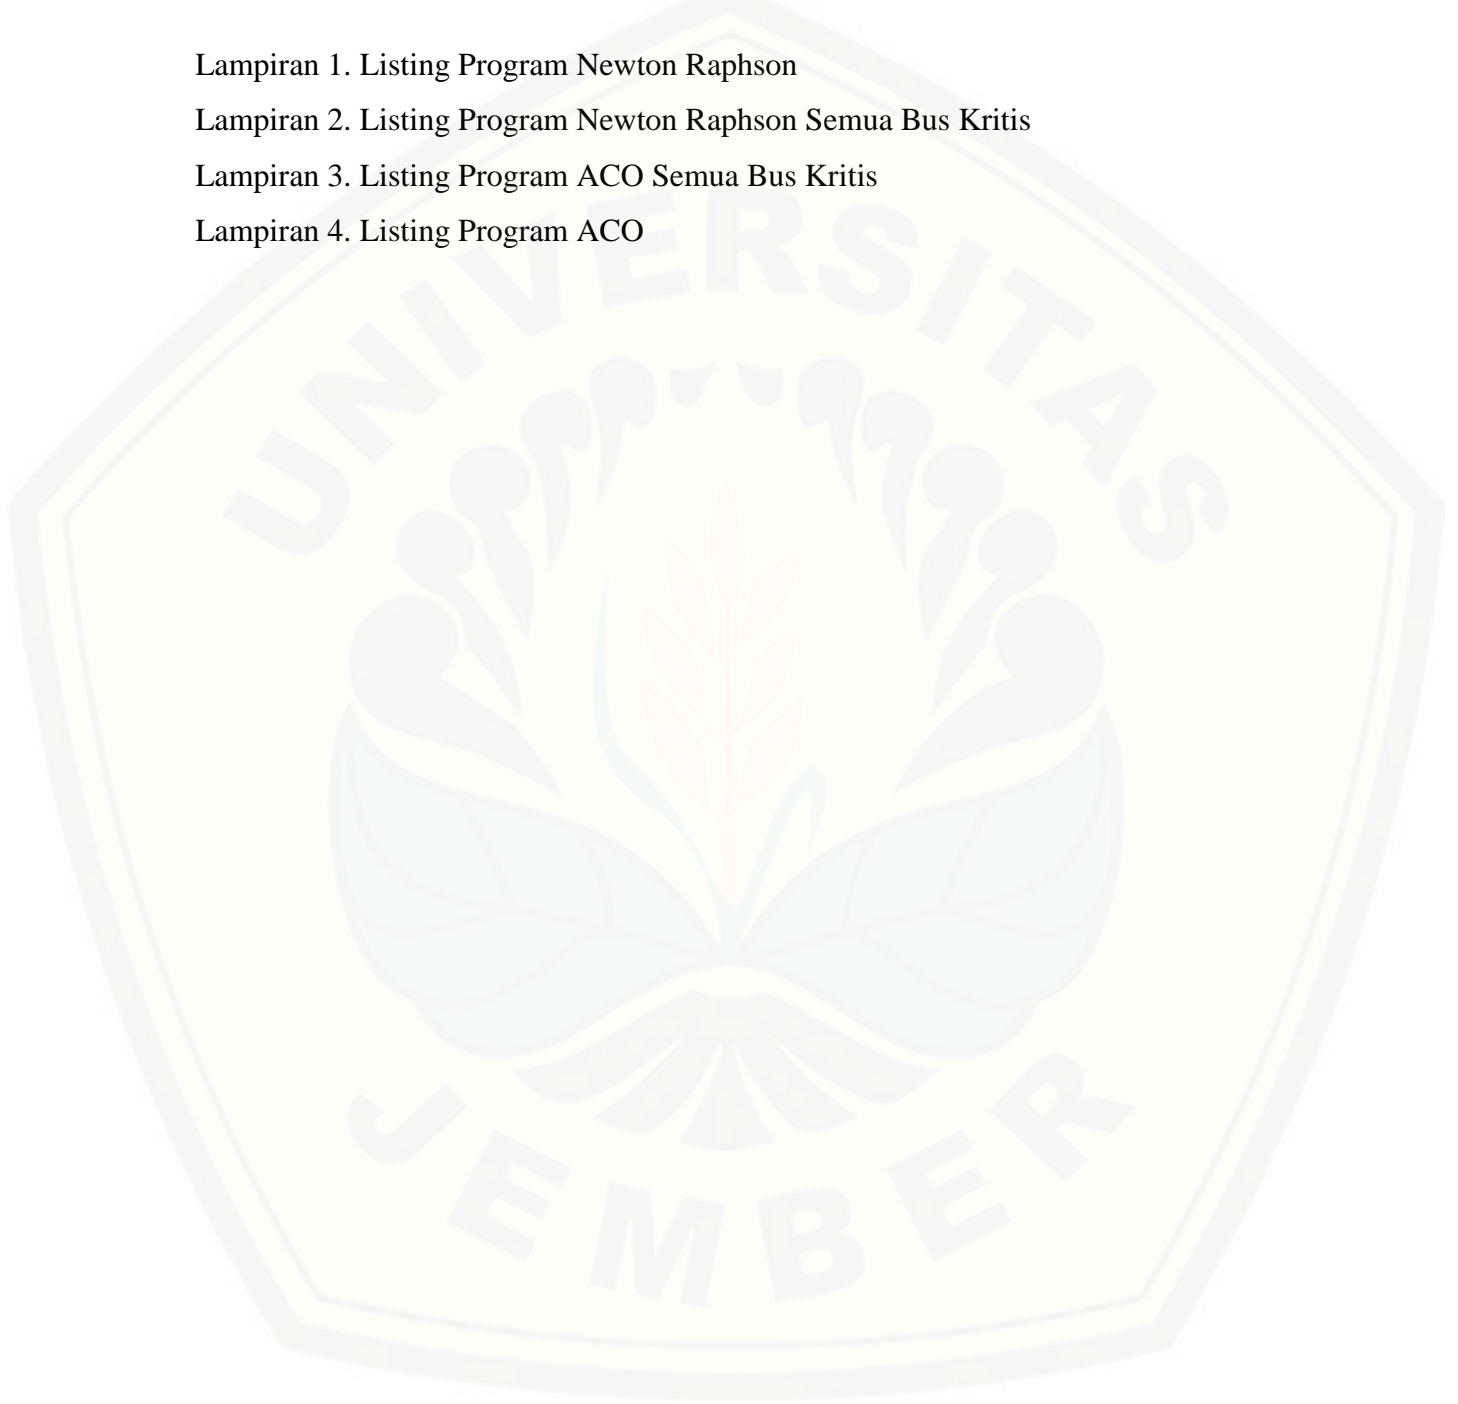 Lampiran 1. Listing Program Newton Raphson
Lampiran 2. Listing Program Newton Raphson Semua Bus Kritis
Lampiran 3. Listing Program ACO Semua Bus Kritis
Lampiran 4. Listing Program ACO
UNIVERSITAS
JEMBER